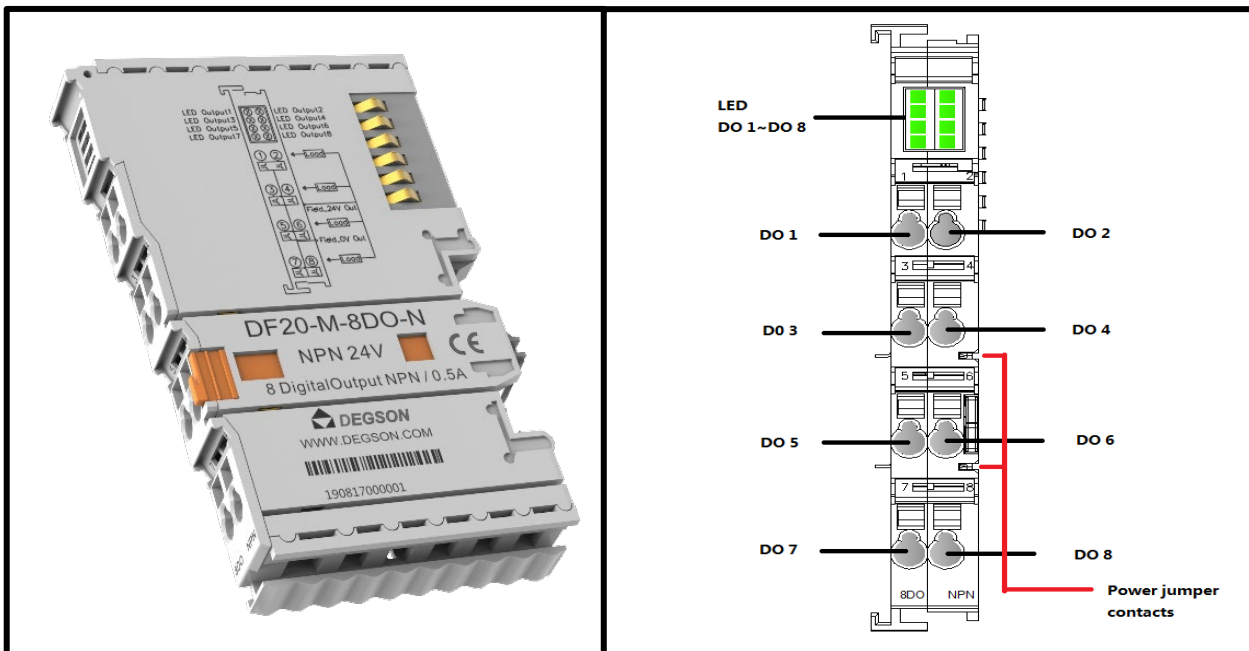 LED Output1
LED Output3
LED Output5
LED Output7
LED Output2
LED Output4
LED Output6
LED Output8
1 2
Load
3 4
Load
Field_24V Out
5 6
Load
Field_0V Out
7 8
Load
DF20-M-8DO-N
NPN 24V
CE
8 DigitalOutput NPN / 0.5A
DEGSON
WWW.DEGSON.COM
190817000001
8DO NPN
LED
DO 1~DO 8
1 2
DO 1
DO 2
3 4
D0 3
DO 4
5 6
DO 5
DO 6
7 8
DO 7
DO 8
8DO NPN
Power jumper
contacts